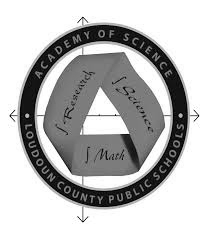 ACADEMY OF SCIENCE
∫ Research
∫ Science
∫ Math
LOUDOUN COUNTY PUBLIC SCHOOLS